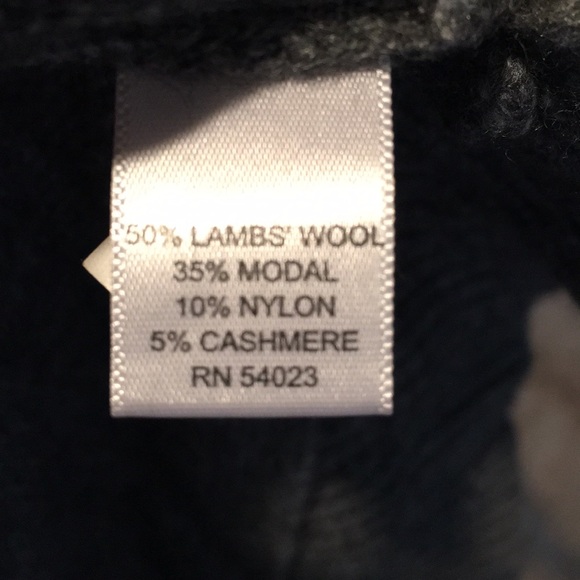 50% LAMBS' WOOL
35% MODAL
10% NYLON
5% CASHMERE
RN 54023